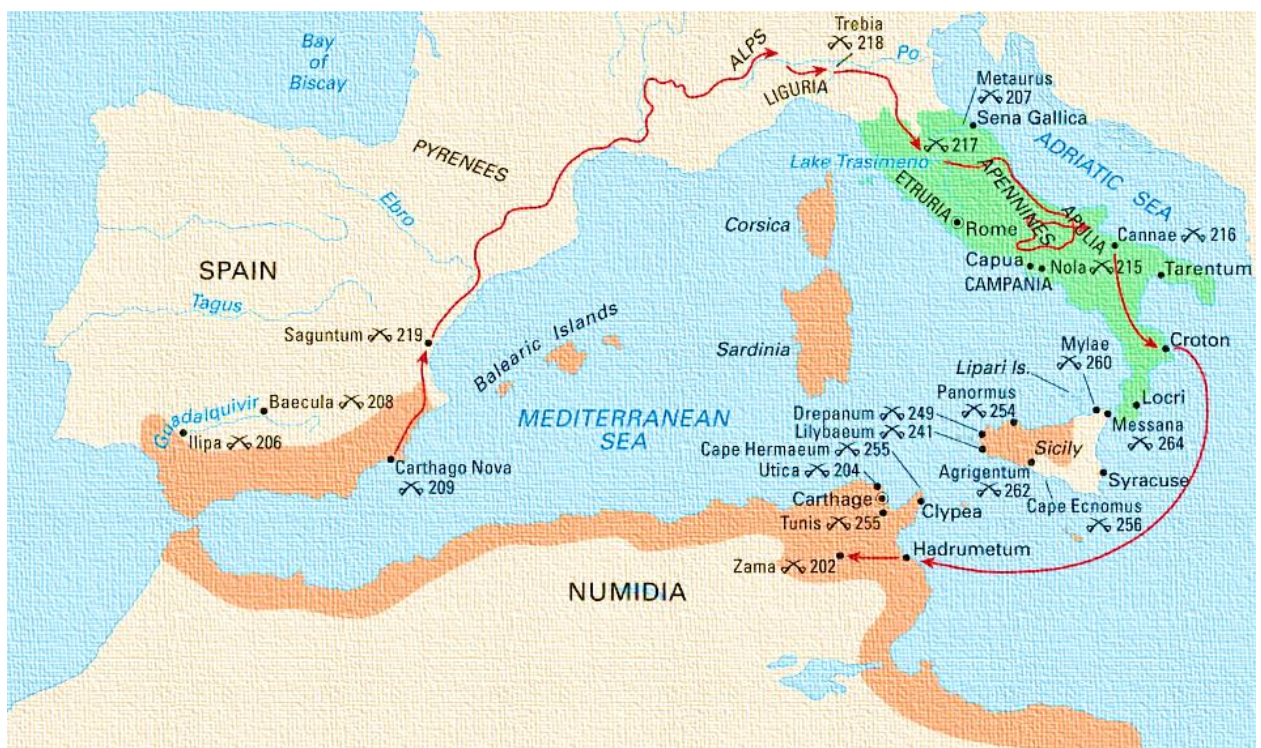 Bay
of
Biscay
ALPS
Trebia
218
Po
LIGURIA
Metaurus
207
Sena Gallica
PYRENEES
217
Lake Trasimeno
ADRIATIC SEA
Ebro
ETRURIA
APENNINES
APULIA
Corsica
Rome
Cannae 216
SPAIN
Capua
Nola 215
Tarentum
CAMPANIA
Tagus
Saguntum 219
Balearic Islands
Sardinia
Mylae
260
Croton
Lipari Is.
Guadalquivir
Baecula 208
MEDITERRANEAN
SEA
Panormus
254
Locri
Drepanum 249
Lilybaeum 241
Messana
264
Ilipa 206
Cape Hermaeum 255
Sicily
Carthago Nova
209
Utica 204
Agrigentum
262
Syracuse
Carthage
Clypea
Cape Ecnomus
256
Tunis 255
Hadrumetum
Zama 202
NUMIDIA